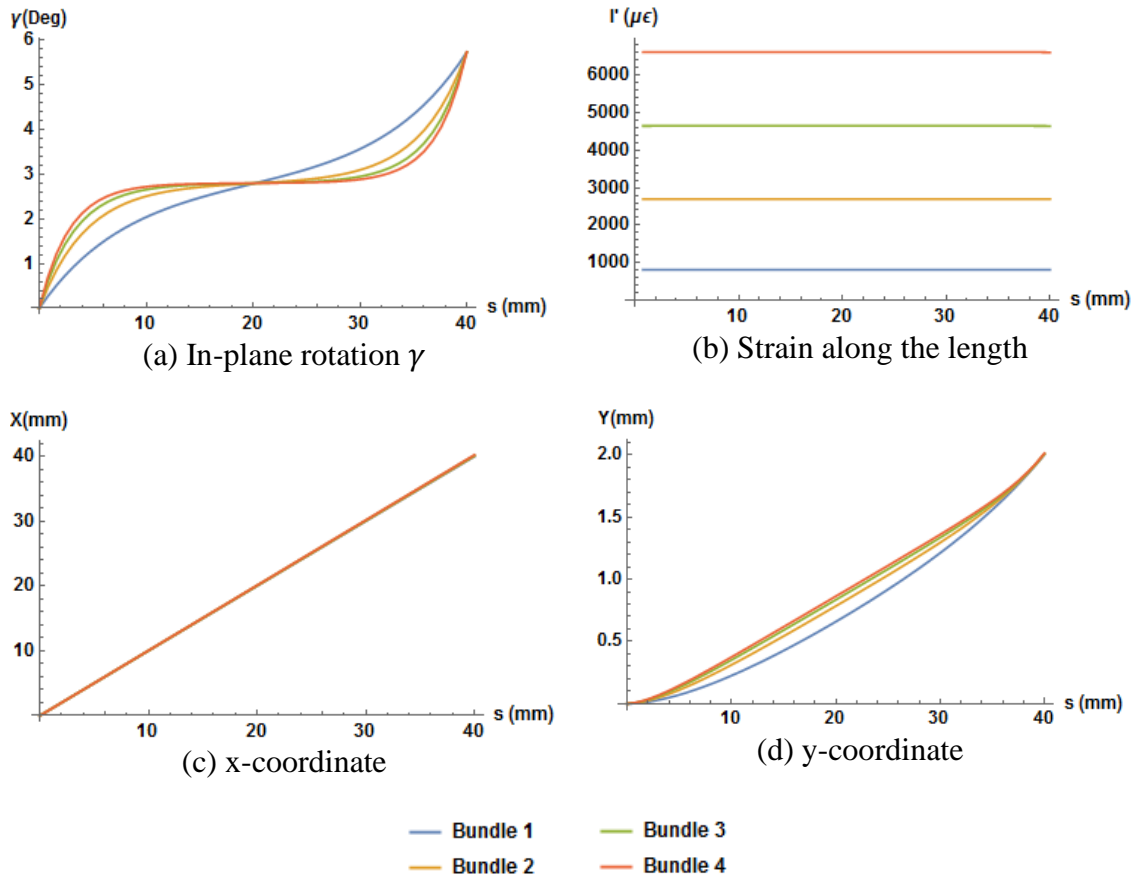 γ(Deg)
6
5
4
3
2
1
10 20 30 40 s (mm)
(a) In-plane rotation γ
I' (με)
6000
5000
4000
3000
2000
1000
10 20 30 40 s (mm)
(b) Strain along the length
X(mm)
40
30
20
10
10 20 30 40 s (mm)
(c) x-coordinate
Y(mm)
2.0
1.5
1.0
0.5
10 20 30 40 s (mm)
(d) y-coordinate
Bundle 1 Bundle 3
Bundle 2 Bundle 4